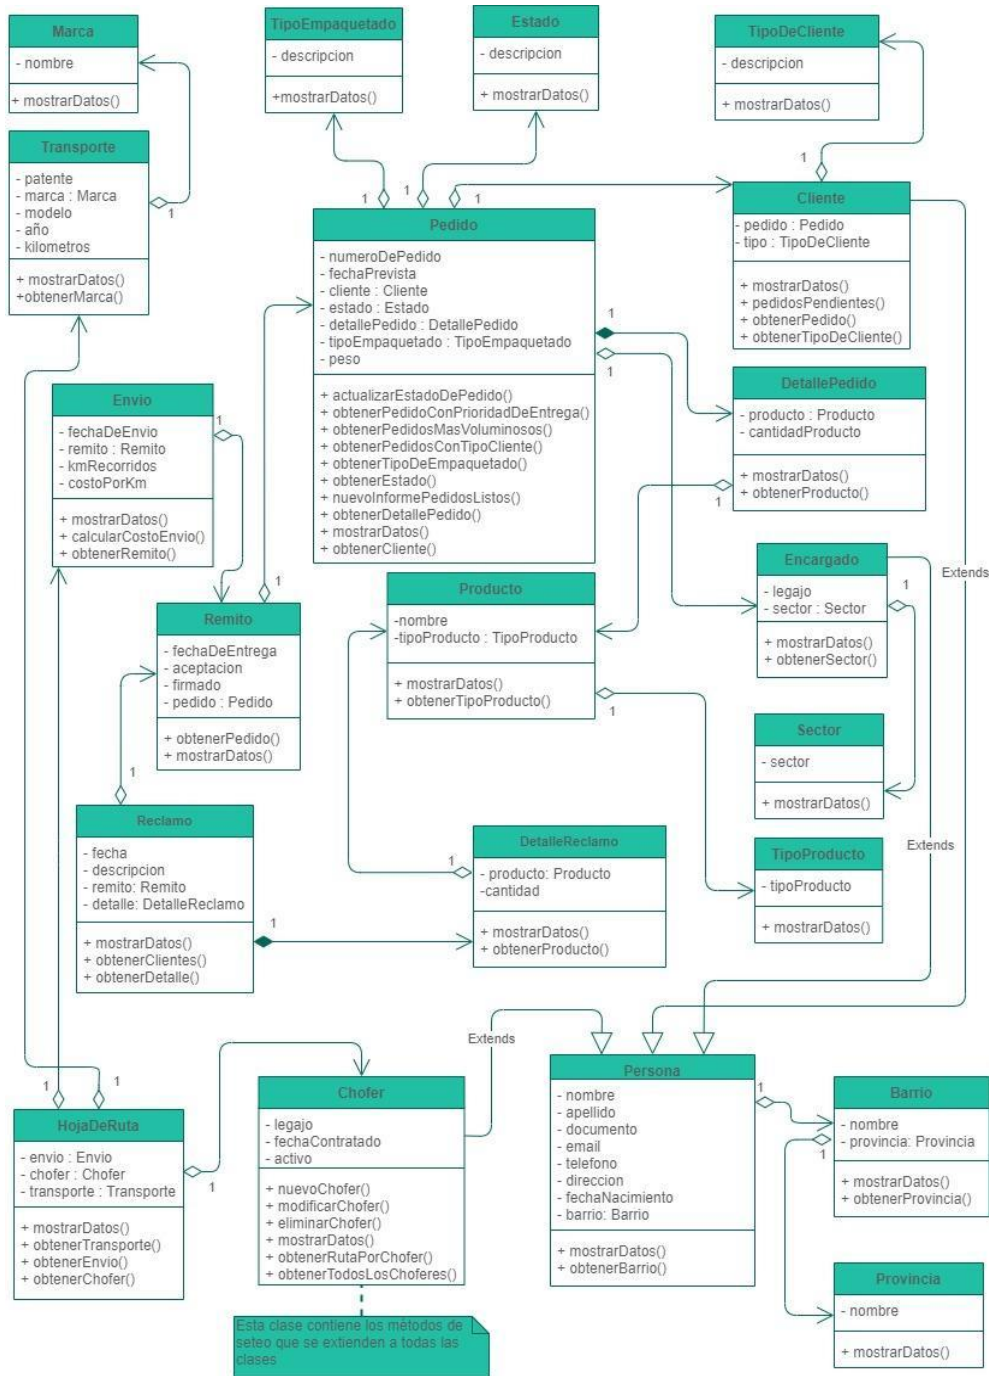 Marca
- nombre
+ mostrarDatos()
TipoEmpaquetado
- descripcion
+mostrarDatos()
Estado
- descripcion
+ mostrarDatos()
TipoDeCliente
- descripcion
+ mostrarDatos()
Transporte
- patente
- marca : Marca
- modelo
- año
- kilometros
+ mostrarDatos()
+obtenerMarca()
1
1
1
1
1
Pedido
- numeroDePedido
- fechaPrevista
- cliente : Cliente
- estado : Estado
- detallePedido : DetallePedido
- tipoEmpaquetado : TipoEmpaquetado
- peso
+ actualizarEstadoDePedido()
+ obtenerPedidoConPrioridadDeEntrega()
+ obtenerPedidosMasVoluminosos()
+ obtenerPedidosConTipoCliente()
+ obtenerTipoDeEmpaquetado()
+ obtenerEstado()
+ nuevoInformePedidosListos()
+ obtenerDetallePedido()
+ mostrarDatos()
+ obtenerCliente()
1
1
Cliente
- pedido : Pedido
- tipo : TipoDeCliente
+ mostrarDatos()
+ pedidosPendientes()
+ obtenerPedido()
+ obtenerTipoDeCliente()
DetallePedido
- producto : Producto
- cantidadProducto
+ mostrarDatos()
+ obtenerProducto()
1
Envio
- fechaDeEnvio
- remito : Remito
- kmRecorridos
- costoPorKm
+ mostrarDatos()
+ calcularCostoEnvio()
+ obtenerRemito()
1
Remito
- fechaDeEntrega
- aceptacion
- firmado
- pedido : Pedido
+ obtenerPedido()
+ mostrarDatos()
1
Producto
-nombre
-tipoProducto : TipoProducto
+ mostrarDatos()
+ obtenerTipoProducto()
1
Encargado
- legajo
- sector : Sector
+ mostrarDatos()
+ obtenerSector()
1
Extends
Sector
- sector
+ mostrarDatos()
1
Reclamo
- fecha
- descripcion
- remito: Remito
- detalle: DetalleReclamo
+ mostrarDatos()
+ obtenerClientes()
+ obtenerDetalle()
1
DetalleReclamo
- producto: Producto
-cantidad
+ mostrarDatos()
+ obtenerProducto()
1
TipoProducto
- tipoProducto
+ mostrarDatos()
Extends
Extends
1
1
HojaDeRuta
- envio : Envio
- chofer : Chofer
- transporte : Transporte
+ mostrarDatos()
+ obtenerTransporte()
+ obtenerEnvio()
+ obtenerChofer()
1
Chofer
- legajo
- fechaContratado
- activo
+ nuevoChofer()
+ modificarChofer()
+ eliminarChofer()
+ mostrarDatos()
+ obtenerRutaPorChofer()
+ obtenerTodosLosChoferes()
Persona
- nombre
- apellido
- documento
- email
- telefono
- direccion
- fechaNacimiento
- barrio: Barrio
+ mostrarDatos()
+ obtenerBarrio()
1
Barrio
- nombre
- provincia: Provincia
+ mostrarDatos()
+ obtenerProvincia()
1
Provincia
- nombre
+ mostrarDatos()
Esta clase contiene los métodos de
seteo que se extienden a todas las
clases